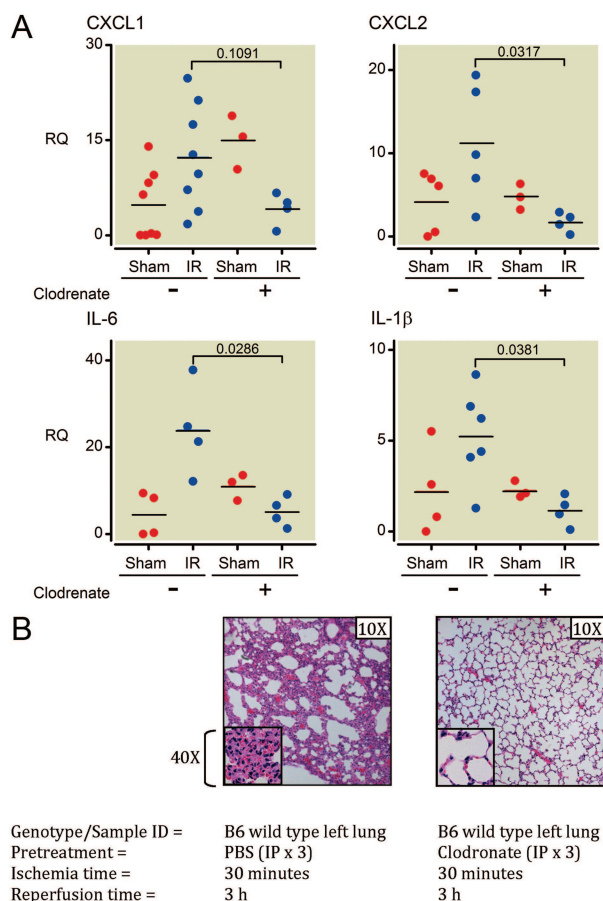 A
CXCL1 CXCL2
30
15
0
RQ
0.1091
20
10
0
0.0317
Sham IR Sham IR Sham IR Sham IR
Clodrenate - + - +
IL-6 IL-1β
40
20
0
RQ
0.0286
10
5
0
0.0381
Sham IR Sham IR Sham IR Sham IR
Clodrenate - + - +
B
10X 10X
40X
Genotype/Sample ID = B6 wild type left lung B6 wild type left lung
Pretreatment = PBS (IP x 3) Clodronate (IP x 3)
Ischemia time = 30 minutes 30 minutes
Reperfusion time = 3 h 3 h